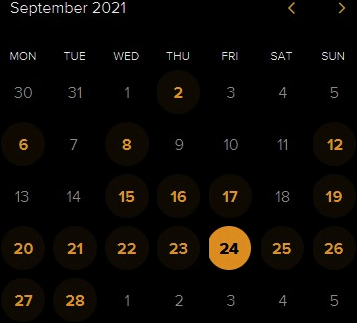 September 2021
MON TUE WED THU FRI SAT SUN
30 31 1 2 3 4 5
6 7 8 9 10 11 12
13 14 15 16 17 18 19
20 21 22 23 24 25 26
27 28 1 2 3 4 5